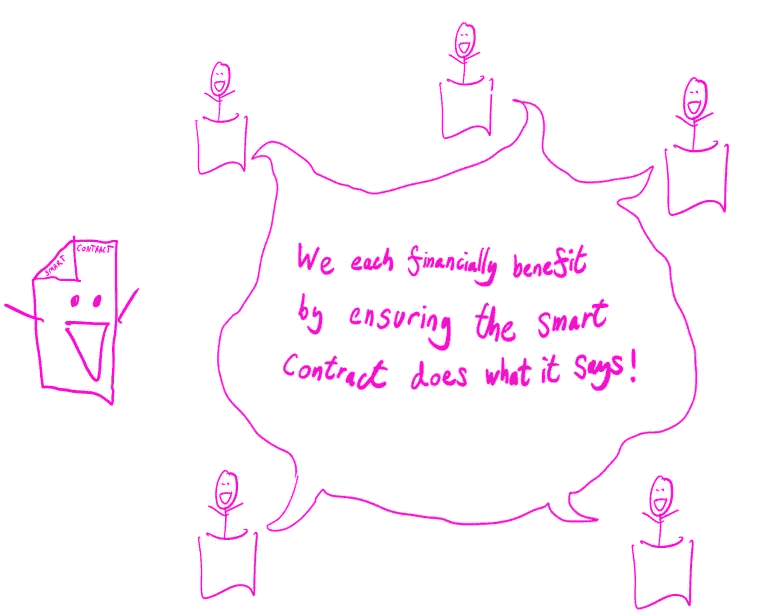 SMART CONTRACT
We each financially benefit
by ensuring the smart
Contract does what it says!